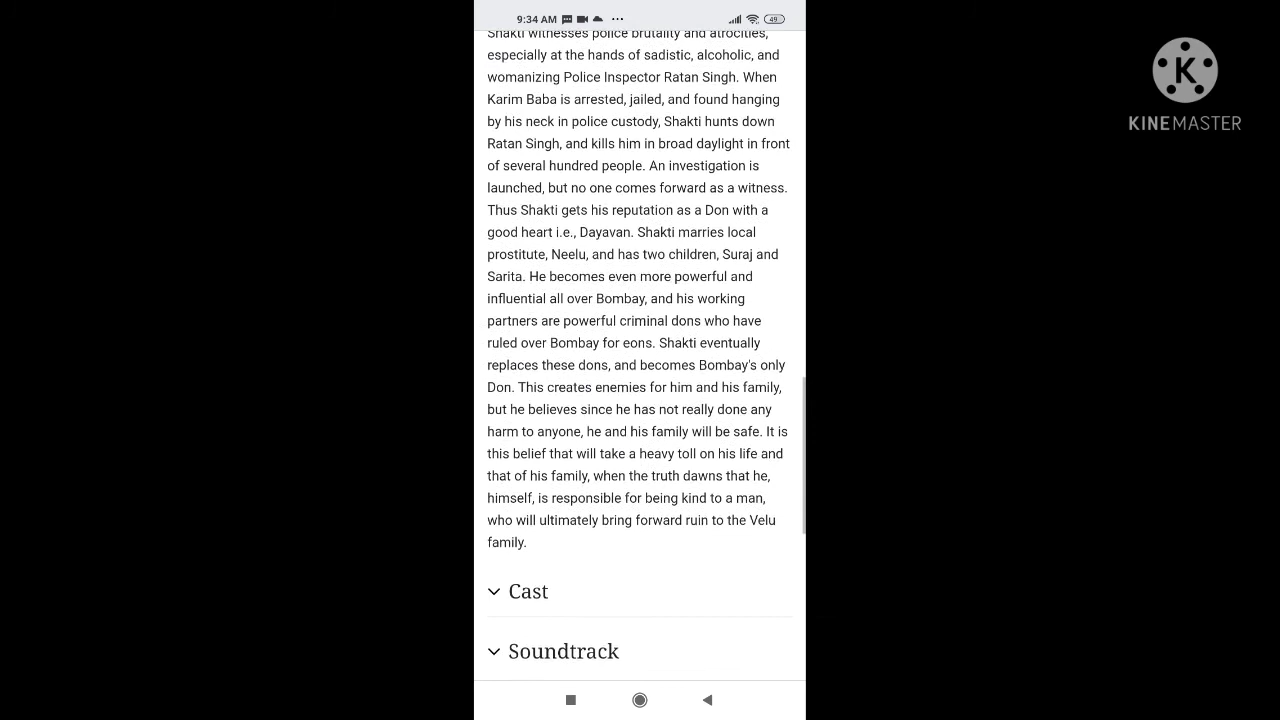 9:34 AM
49
Shakti witnesses police brutality and atrocities,
especially at the hands of sadistic, alcoholic, and
womanizing Police Inspector Ratan Singh. When
Karim Baba is arrested, jailed, and found hanging
by his neck in police custody, Shakti hunts down
Ratan Singh, and kills him in broad daylight in front
of several hundred people. An investigation is
launched, but no one comes forward as a witness.
Thus Shakti gets his reputation as a Don with a
good heart i.e., Dayavan. Shakti marries local
prostitute, Neelu, and has two children, Suraj and
Sarita. He becomes even more powerful and
influential all over Bombay, and his working
partners are powerful criminal dons who have
ruled over Bombay for eons. Shakti eventually
replaces these dons, and becomes Bombay's only
Don. This creates enemies for him and his family,
but he believes since he has not really done any
harm to anyone, he and his family will be safe. It is
this belief that will take a heavy toll on his life and
that of his family, when the truth dawns that he,
himself, is responsible for being kind to a man,
who will ultimately bring forward ruin to the Velu
family.
Cast
Soundtrack
K
KINEMASTER